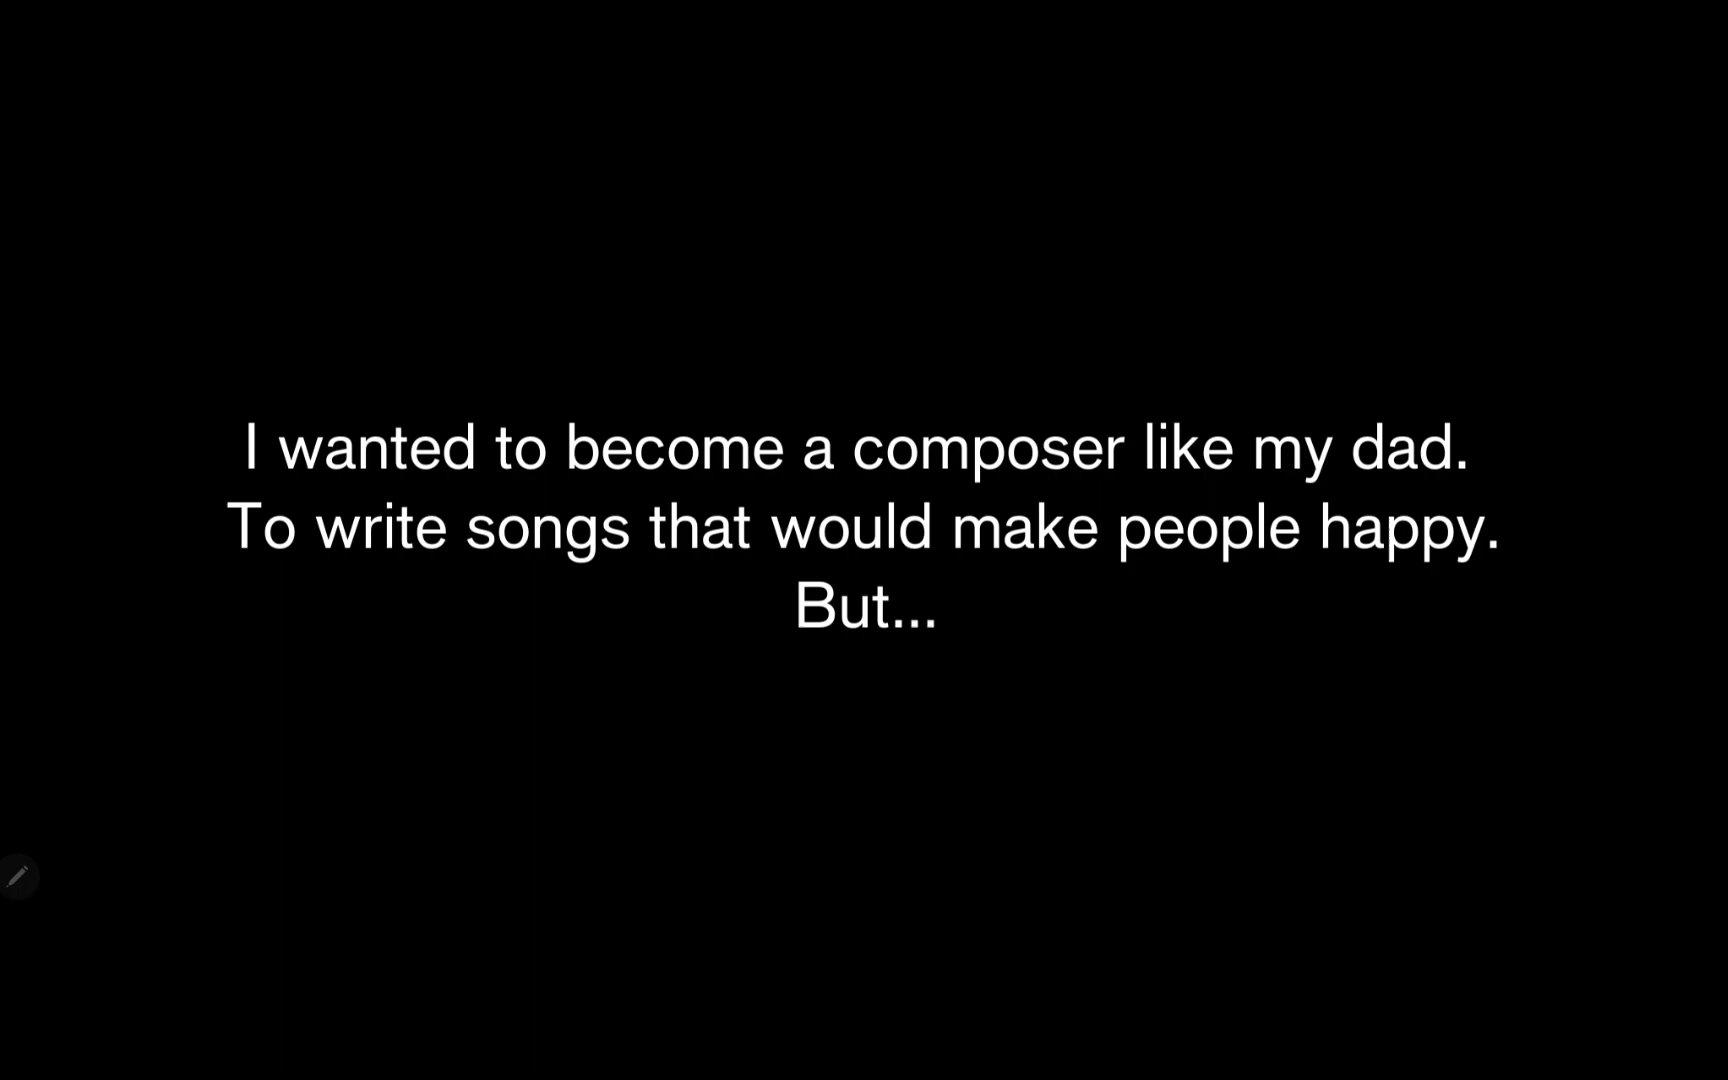 I wanted to become a composer like my dad.
To write songs that would make people happy.
But...